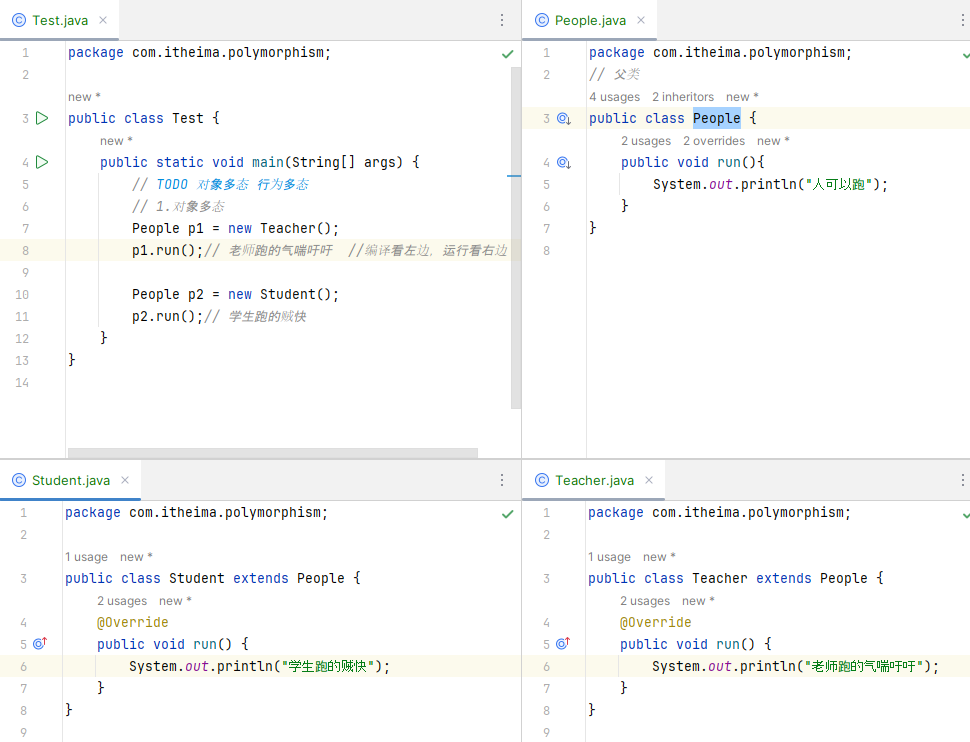 Test.java
1 package com.itheima.polymorphism;
2
new *
3 public class Test {
new *
4 public static void main(String[] args) {
5 // TODO 对象多态 行为多态
6 // 1.对象多态
7 People p1 = new Teacher();
8 p1.run();// 老师跑的气喘吁吁 //编译看左边，运行看右边
9
10 People p2 = new Student();
11 p2.run();// 学生跑的贼快
12 }
13 }
14
People.java
1 package com.itheima.polymorphism;
2 // 父类
4 usages 2 inheritors new *
3 public class People {
2 usages 2 overrides new *
4 public void run(){
5 System.out.println("人可以跑");
6 }
7 }
8
Student.java
1 package com.itheima.polymorphism;
2
1 usage new *
3 public class Student extends People {
2 usages new *
4 @Override
5 public void run() {
6 System.out.println("学生跑的贼快");
7 }
8 }
9
Teacher.java
1 package com.itheima.polymorphism;
2
1 usage new *
3 public class Teacher extends People {
2 usages new *
4 @Override
5 public void run() {
6 System.out.println("老师跑的气喘吁吁");
7 }
8 }
9